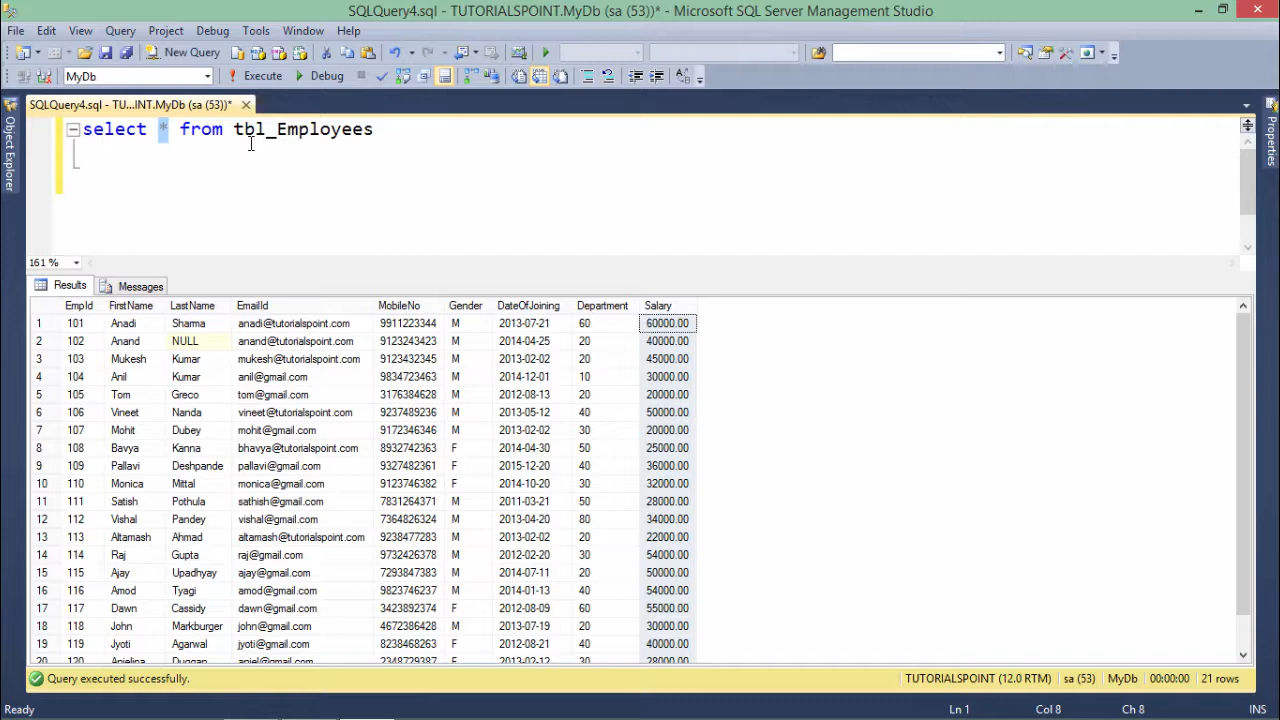 SQLQuery4.sql - TUTORIALSPOINT.MyDb (sa (53))* - Microsoft SQL Server Management Studio
File Edit View Query Project Debug Tools Window Help
New Query
MyDb Execute Debug
SQLQuery4.sql - TU...INT.MyDb (sa (53))*
Object Explorer
Properties
select * from tbl_Employees
161 %
Results Messages
EmpId FirstName LastName EmailId MobileNo Gender DateOfJoining Department Salary
1 101 Anadi Sharma anadi@tutorialspoint.com 9911223344 M 2013-07-21 60 60000.00
2 102 Anand NULL anand@tutorialspoint.com 9123243423 M 2014-04-25 20 40000.00
3 103 Mukesh Kumar mukesh@tutorialspoint.com 9123432345 M 2013-02-02 20 45000.00
4 104 Anil Kumar anil@gmail.com 9834723463 M 2014-12-01 10 30000.00
5 105 Tom Greco tom@gmail.com 3176384628 M 2012-08-13 20 20000.00
6 106 Vineet Nanda vineet@tutorialspoint.com 9237489236 M 2013-05-12 40 50000.00
7 107 Mohit Dubey mohit@gmail.com 9172346346 M 2013-02-02 30 20000.00
8 108 Bavya Kanna bhavya@tutorialspoint.com 8932742363 F 2014-04-30 50 25000.00
9 109 Pallavi Deshpande pallavi@gmail.com 9327482361 F 2015-12-20 40 36000.00
10 110 Monica Mittal monica@gmail.com 9123746382 F 2014-10-20 30 32000.00
11 111 Satish Pothula sathish@gmail.com 7831264371 M 2011-03-21 50 28000.00
12 112 Vishal Pandey vishal@gmail.com 7364826324 M 2013-04-20 80 34000.00
13 113 Altamash Ahmad altamash@tutorialspoint.com 9238477283 M 2013-02-02 20 22000.00
14 114 Raj Gupta raj@gmail.com 9732426378 M 2012-02-20 30 54000.00
15 115 Ajay Upadhyay ajay@gmail.com 7293847383 M 2014-07-11 20 50000.00
16 116 Amod Tyagi amod@gmail.com 9823746237 M 2014-01-13 40 54000.00
17 117 Dawn Cassidy dawn@gmail.com 3423892374 F 2012-08-09 60 55000.00
18 118 John Markburger john@gmail.com 4672386428 M 2013-07-19 20 30000.00
19 119 Jyoti Agarwal jyoti@gmail.com 8238468263 F 2012-08-21 40 40000.00
20 120 Anjelina Duggan anjel@gmail.com 2348729387 F 2013-02-12 30 28000.00
Query executed successfully. TUTORIALSPOINT (12.0 RTM) sa (53) MyDb 00:00:00 21 rows
Ready Ln 1 Col 8 Ch 8 INS